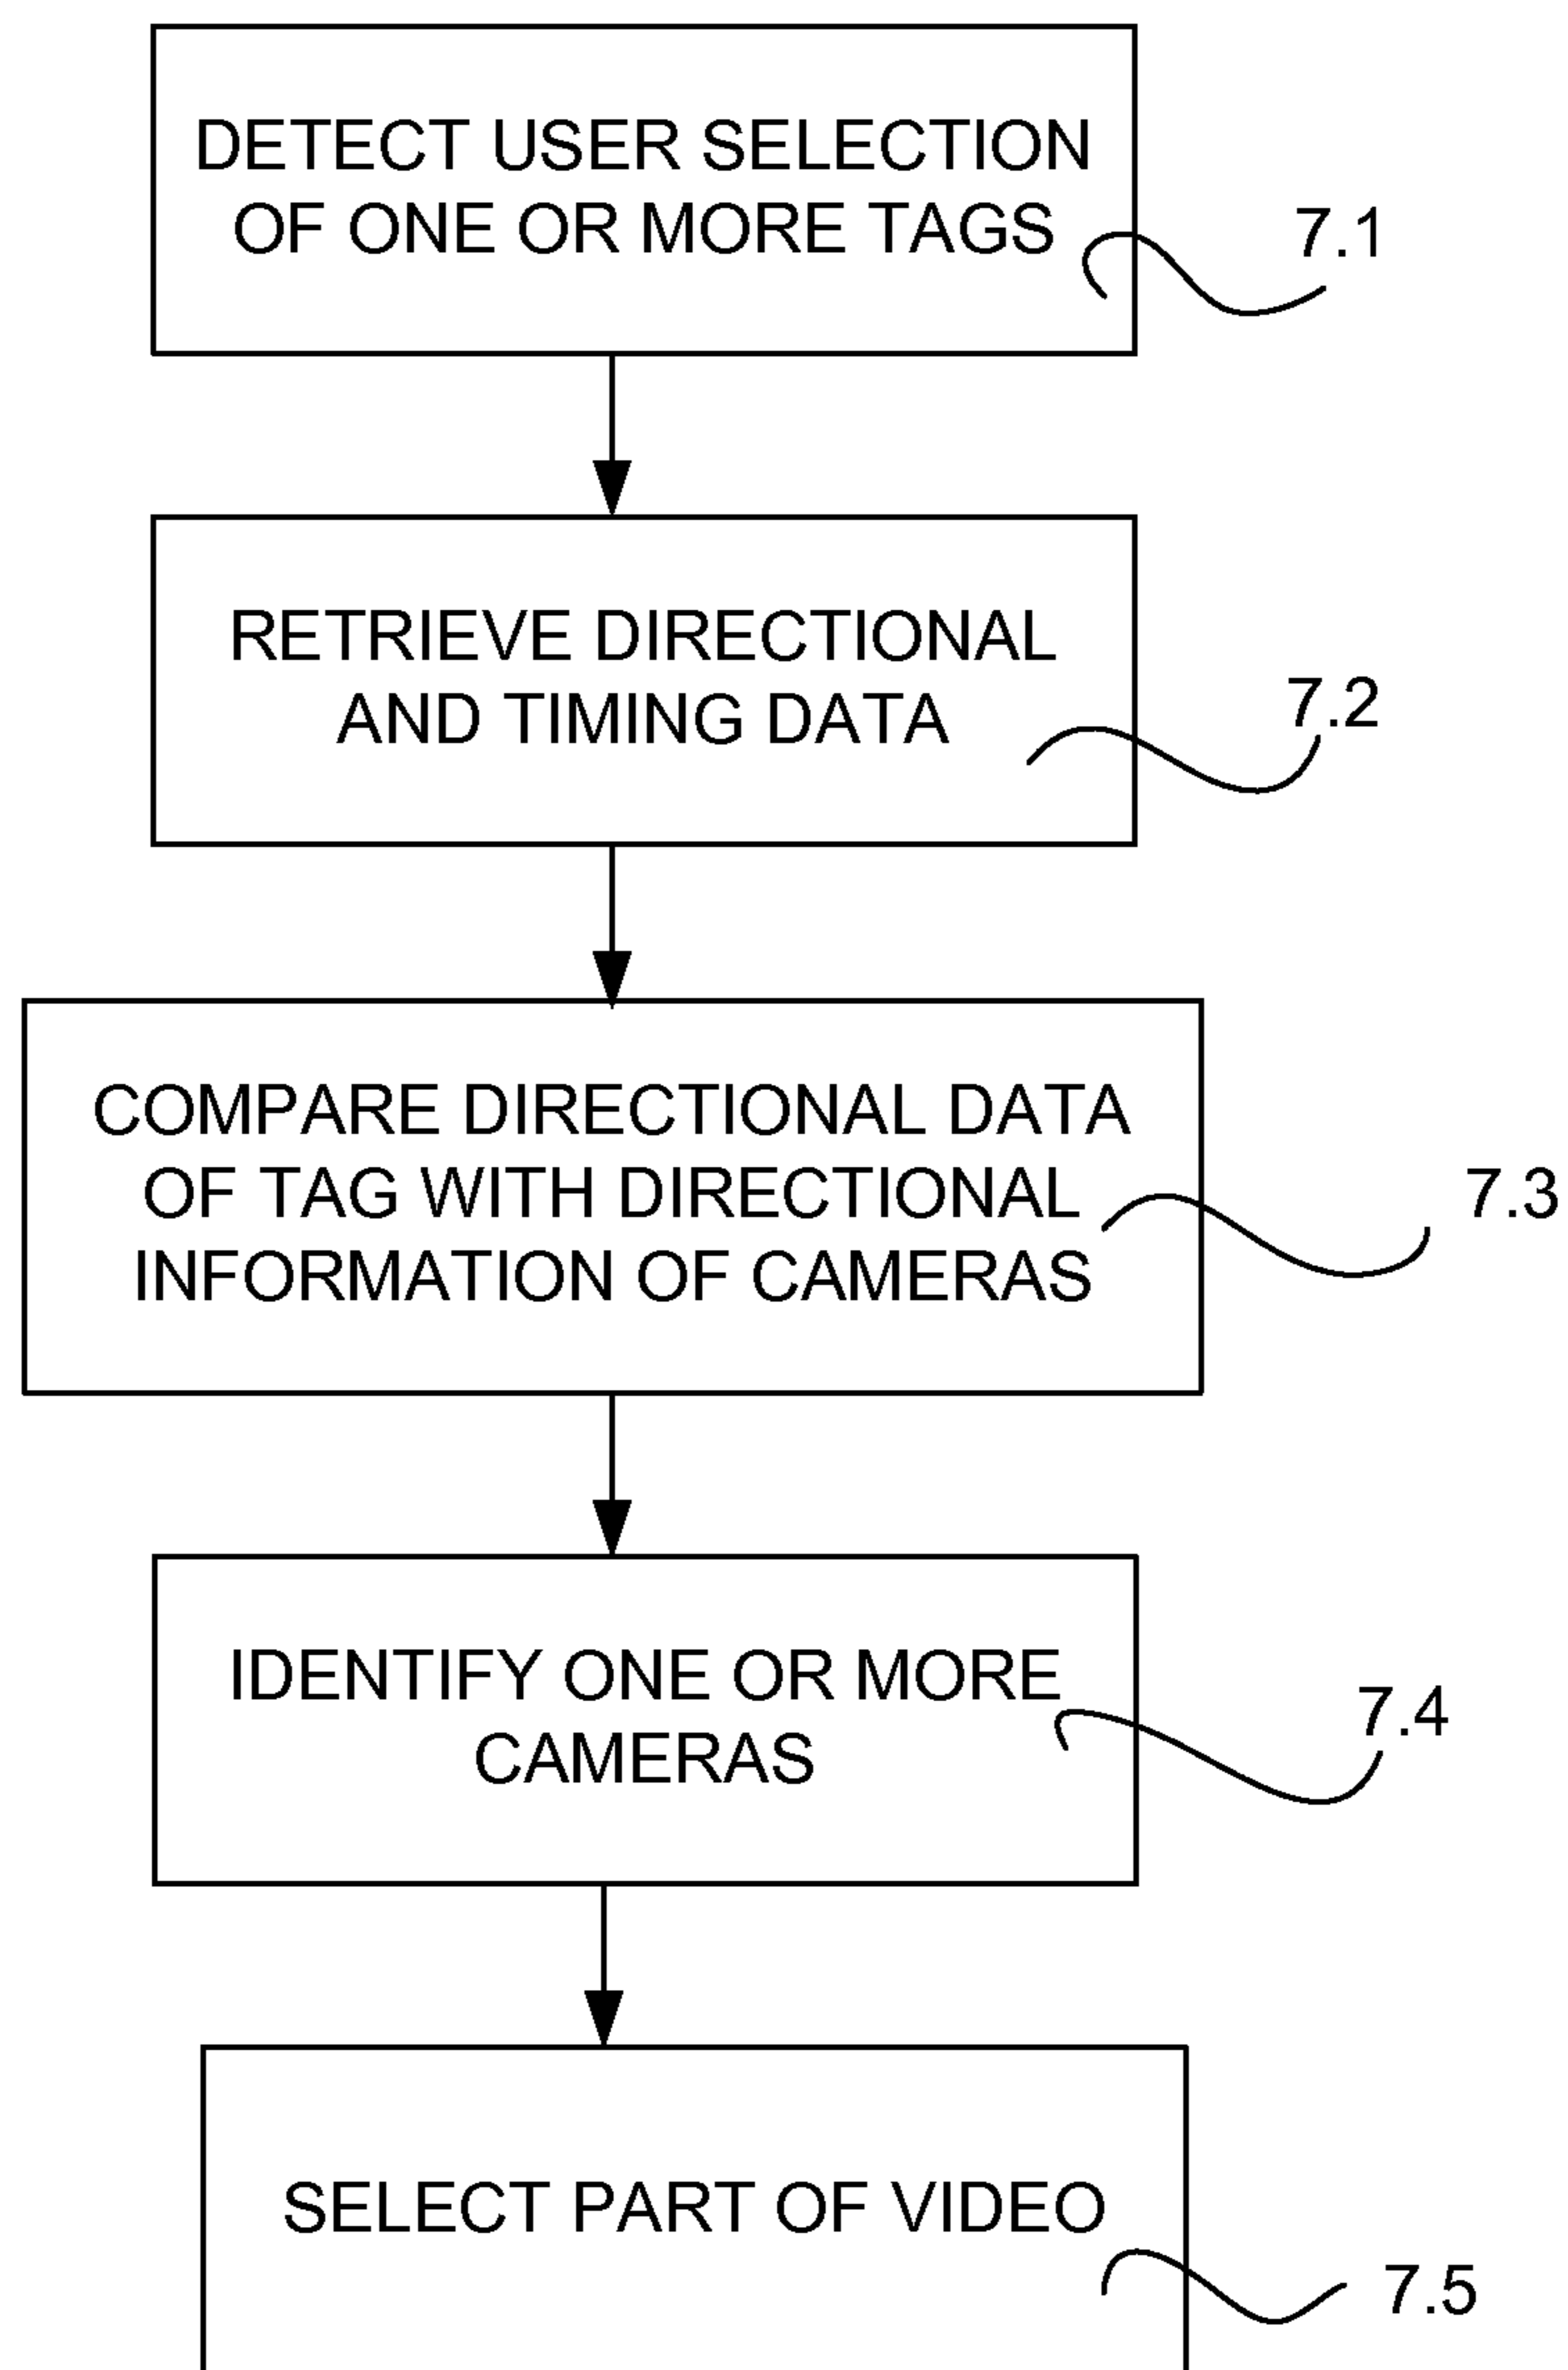 DETECT USER SELECTION
OF ONE OR MORE TAGS
7.1
RETRIEVE DIRECTIONAL
AND TIMING DATA
7.2
COMPARE DIRECTIONAL DATA
OF TAG WITH DIRECTIONAL
INFORMATION OF CAMERAS
7.3
IDENTIFY ONE OR MORE
CAMERAS
7.4
SELECT PART OF VIDEO
7.5